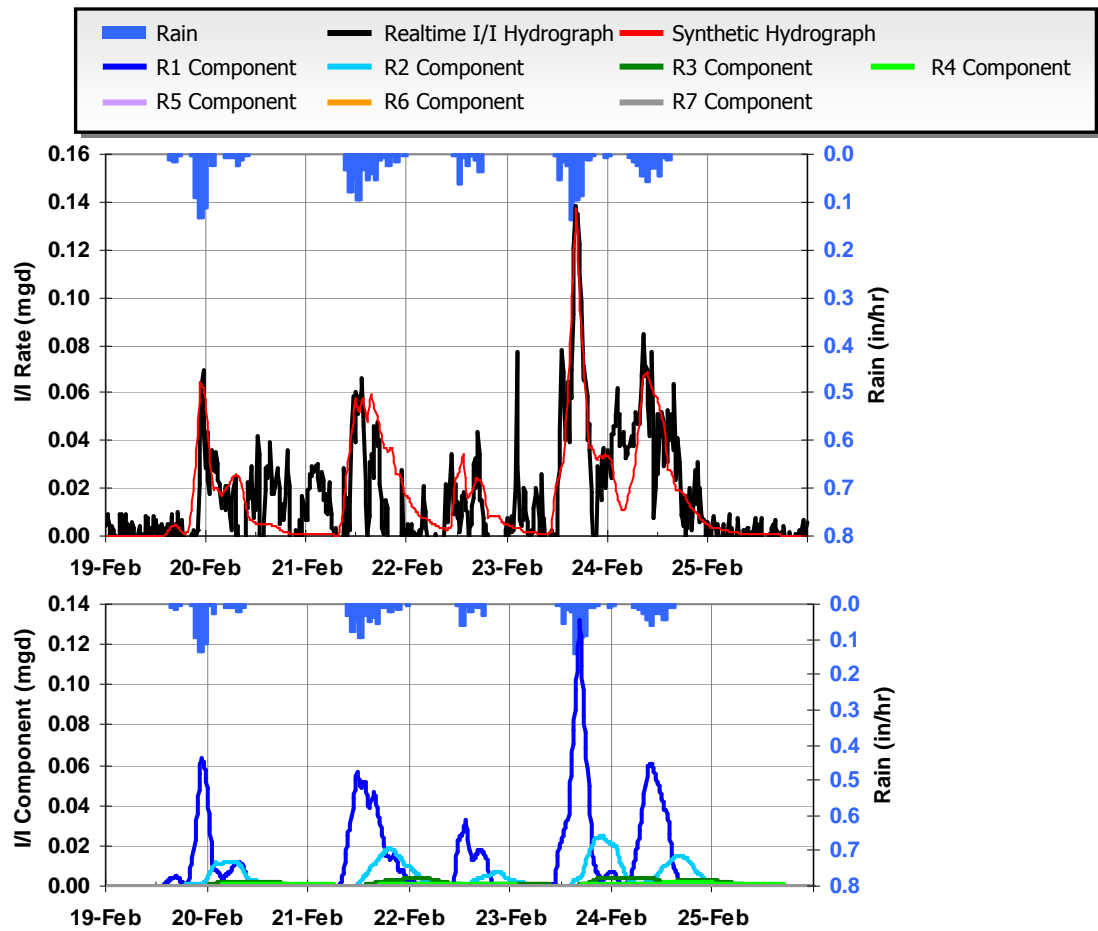 Rain Realtime I/I Hydrograph Synthetic Hydrograph
R1 Component R2 Component R3 Component R4 Component
R5 Component R6 Component R7 Component
0.16 0.0
0.14 0.1
0.12 0.2
0.10 0.3
0.08 0.4
0.06 0.5
0.04 0.6
0.02 0.7
0.00 0.8
I/I Rate (mgd)
Rain (in/hr)
19-Feb 20-Feb 21-Feb 22-Feb 23-Feb 24-Feb 25-Feb
0.14 0.0
0.12 0.1
0.10 0.2
0.08 0.3
0.06 0.4
0.04 0.5
0.02 0.6
0.00 0.7
0.8
I/I Component (mgd)
Rain (in/hr)
19-Feb 20-Feb 21-Feb 22-Feb 23-Feb 24-Feb 25-Feb